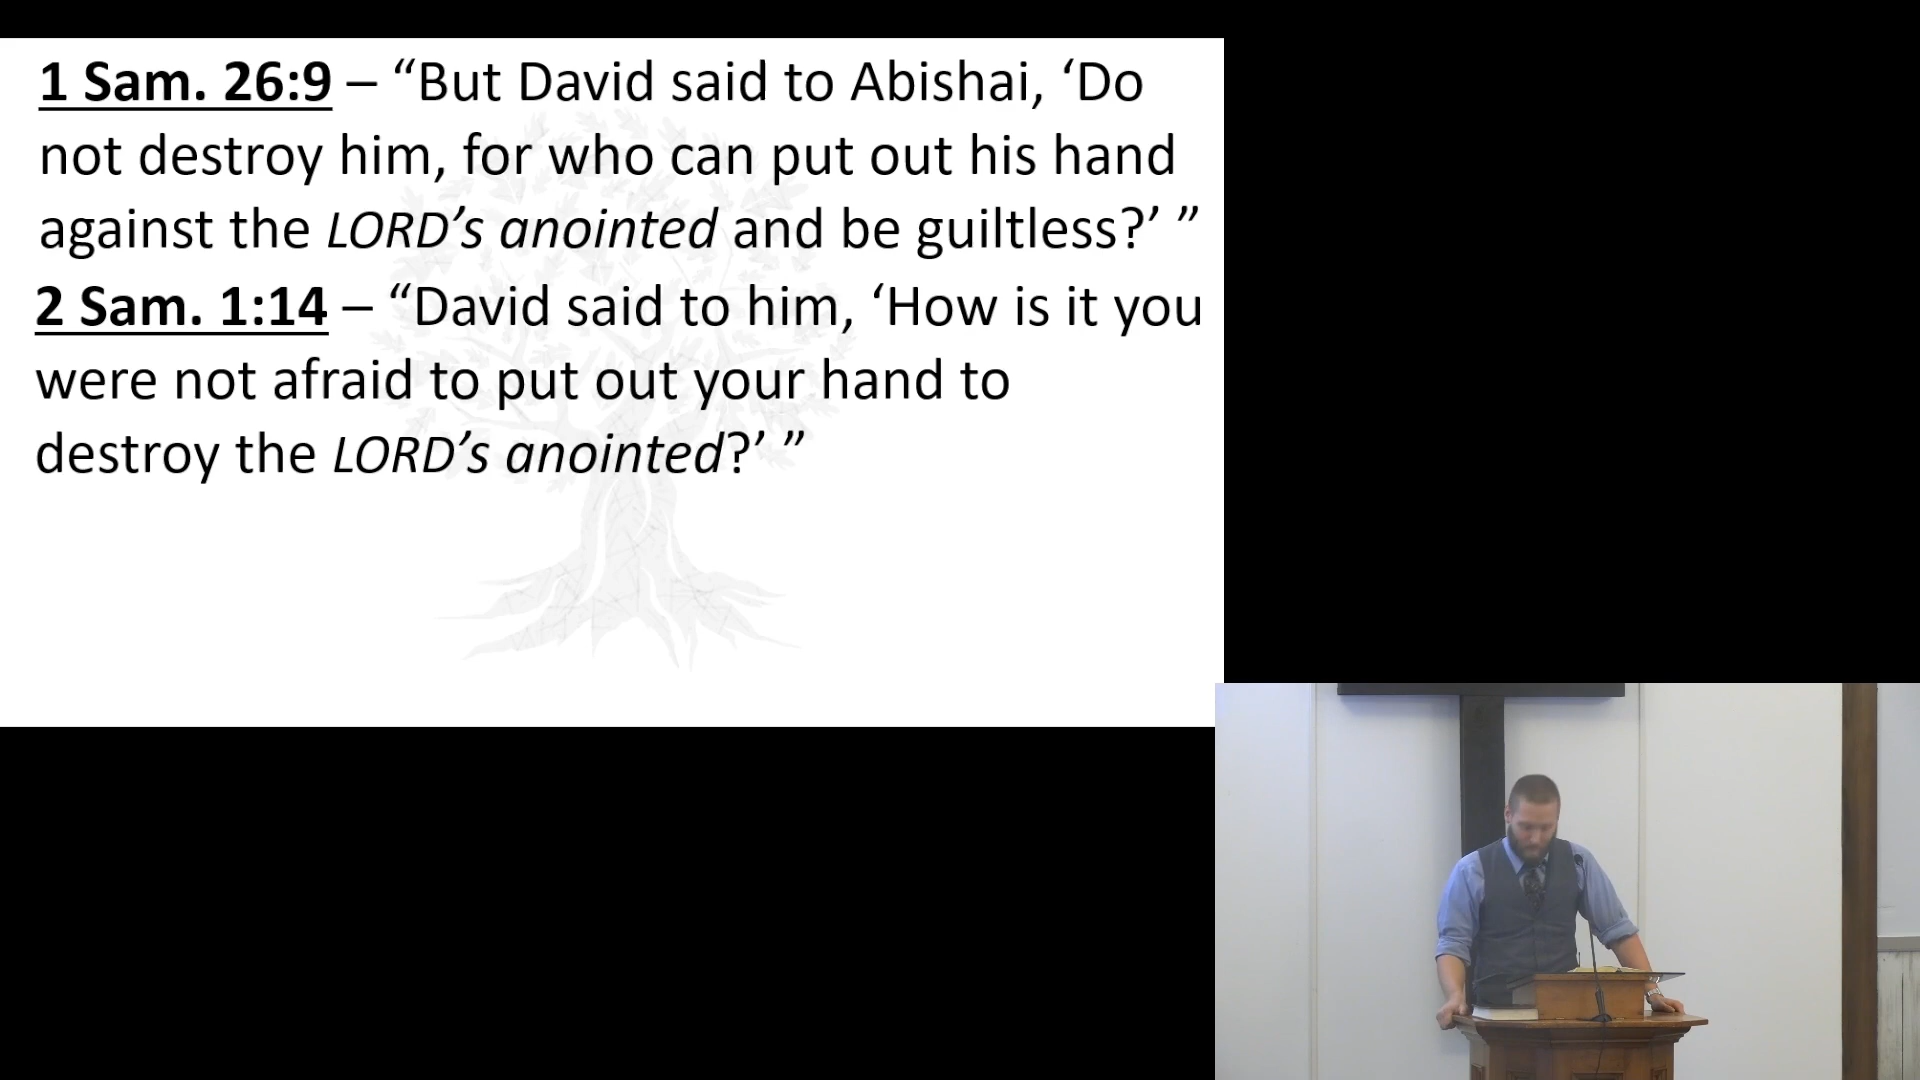 1 Sam. 26:9 – “But David said to Abishai, ‘Do
not destroy him, for who can put out his hand
against the LORD’s anointed and be guiltless?’ ”
2 Sam. 1:14 – “David said to him, ‘How is it you
were not afraid to put out your hand to
destroy the LORD’s anointed?’ ”